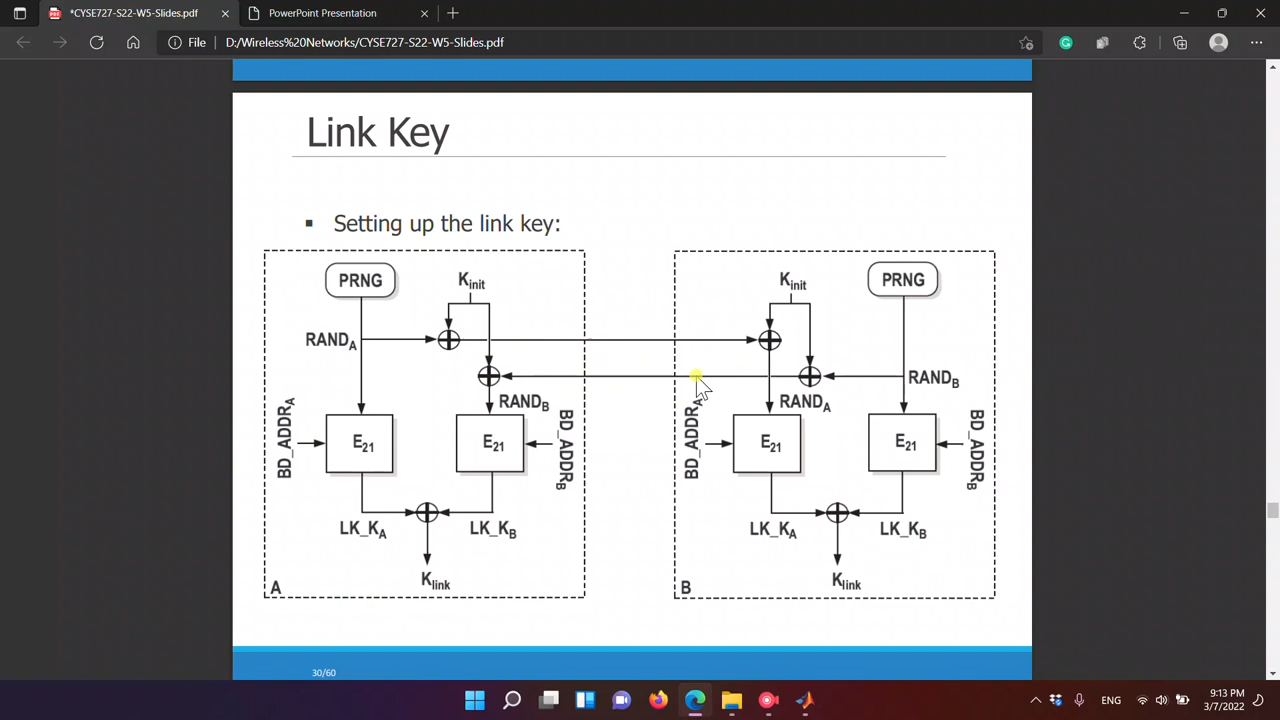 *CYSE727-S22-W5-Slides.pdf
PowerPoint Presentation
File
D:/Wireless%20Networks/CYSE727-S22-W5-Slides.pdf
Link Key
▪ Setting up the link key:
PRNG
Kinit
RANDA
RANDB
BD_ADDRA
E21
E21
BD_ADDRB
LK_KA
LK_KB
Klink
A
Kinit
PRNG
RANDB
RANDA
BD_ADDRA
E21
E21
BD_ADDRB
LK_KA
LK_KB
Klink
B
30/60
ENG
9:13 PM
3/7/2022